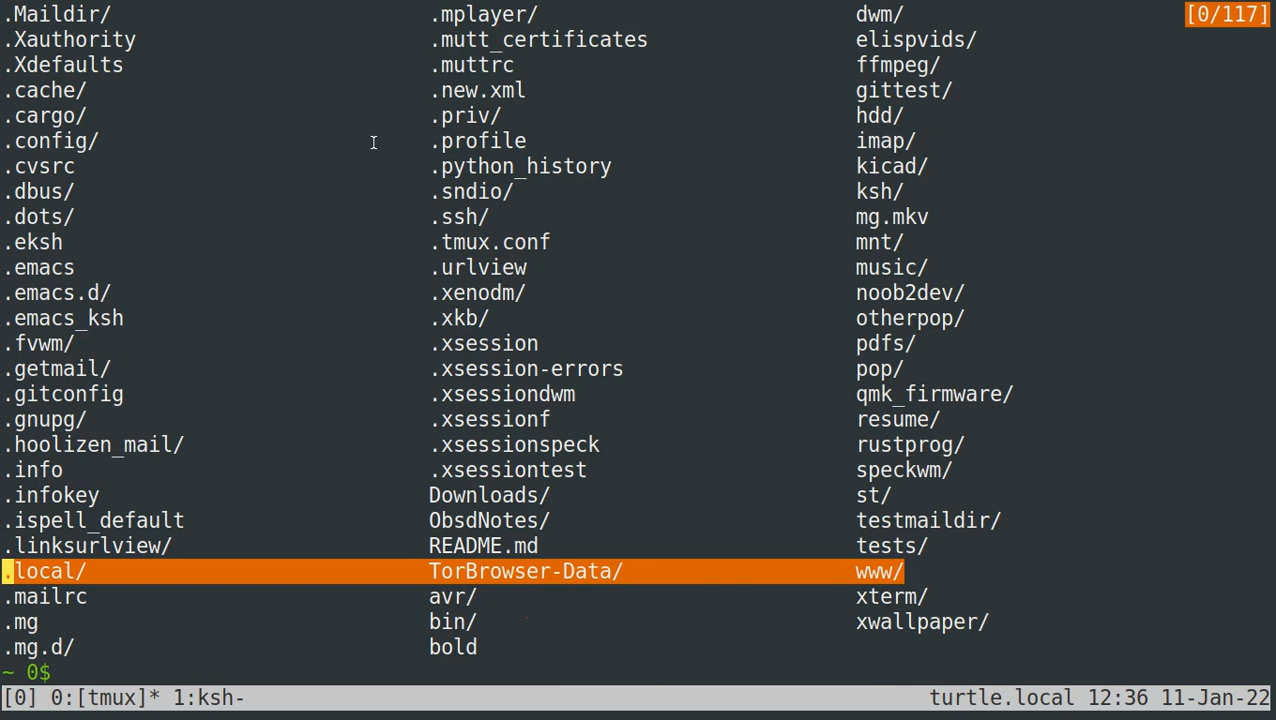 .Maildir/ .mplayer/ dwm/ [0/117]
.Xauthority .mutt_certificates elispvids/
.Xdefaults .muttrc ffmpeg/
.cache/ .new.xml gittest/
.cargo/ .priv/ hdd/
.config/ .profile imap/
.cvsrc .python_history kicad/
.dbus/ .sndio/ ksh/
.dots/ .ssh/ mg.mkv
.eksh .tmux.conf mnt/
.emacs .urlview music/
.emacs.d/ .xenodm/ noob2dev/
.emacs_ksh .xkb/ otherpop/
.fvwm/ .xsession pdfs/
.getmail/ .xsession-errors pop/
.gitconfig .xsessiondwm qmk_firmware/
.gnupg/ .xsessionf resume/
.hoolizen_mail/ .xsessionspeck rustprog/
.info .xsessiontest speckwm/
.infokey Downloads/ st/
.ispell_default ObsdNotes/ testmaildir/
.linksurlview/ README.md tests/
.local/ TorBrowser-Data/ www/
.mailrc avr/ xterm/
.mg bin/ xwallpaper/
.mg.d/ bold
~ 0$
[0] 0:[tmux]* 1:ksh- turtle.local 12:36 11-Jan-22